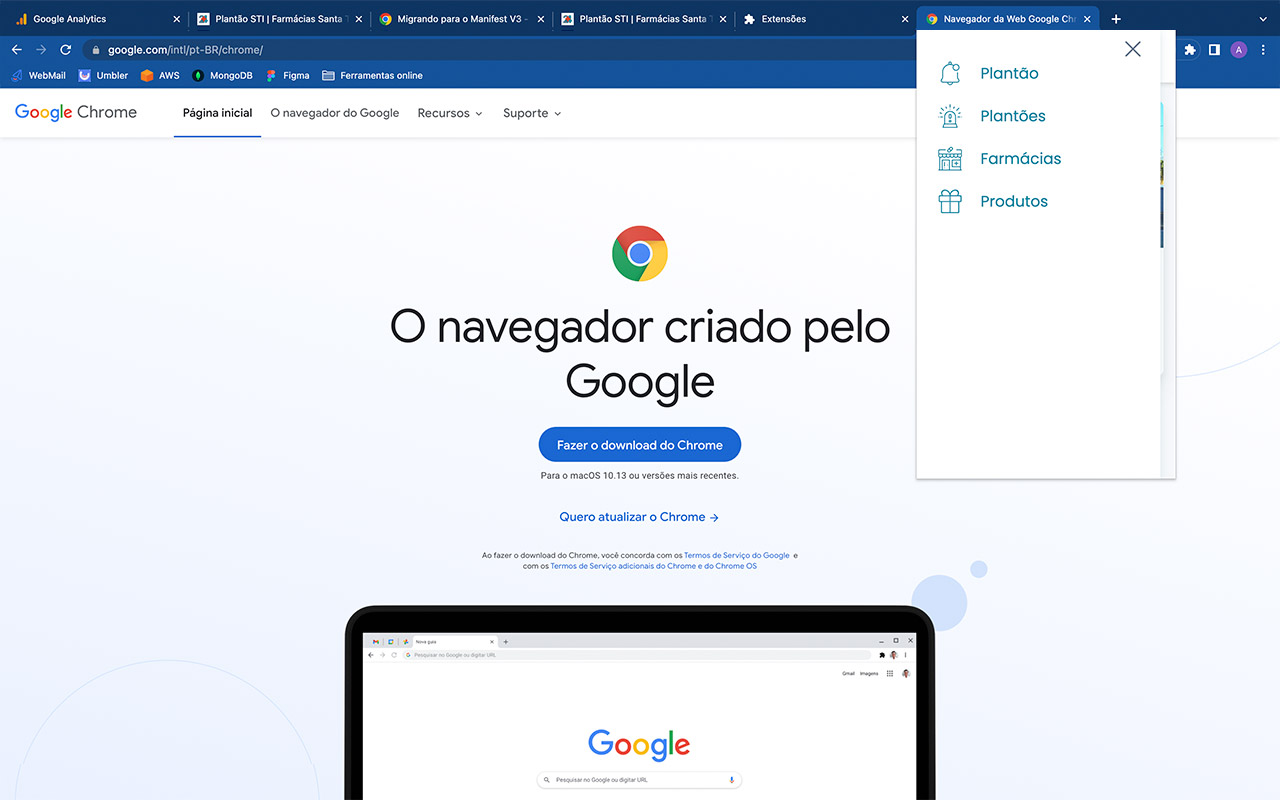 Google Analytics
Plantão STI | Farmácias Santa
Migrando para o Manifest V3 -
Plantão STI | Farmácias Santa
Extensões
Navegador da Web Google Ch
google.com/intl/pt-BR/chrome/
A
WebMail
Umbler
AWS
MongoDB
Figma
Ferramentas online
Google Chrome
Página inicial
O navegador do Google
Recursos
Suporte
Plantão
Plantões
Farmácias
Produtos
O navegador criado pelo
Google
Fazer o download do Chrome
Para o macOS 10.13 ou versões mais recentes.
Quero atualizar o Chrome →
Ao fazer o download do Chrome, você concorda com os Termos de Serviço do Google e
com os Termos de Serviço adicionais do Chrome e do Chrome OS
Nova guia
Pesquisar no Google ou digitar URL
Gmail
Imagens
Google
Pesquisar no Google ou digitar URL